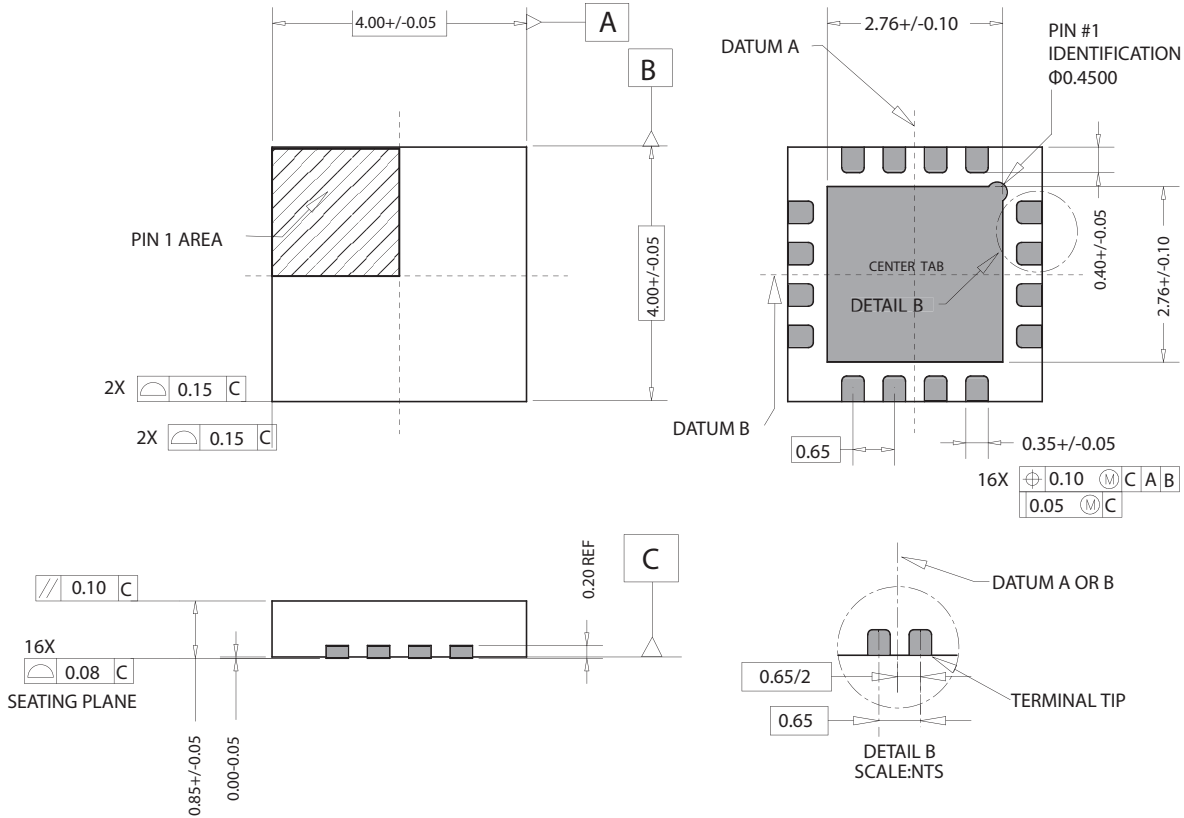 4.00+/-0.05
A
B
4.00+/-0.05
PIN 1 AREA
2X ⌓ 0.15 C
2X ⌓ 0.15 C
DATUM A
2.76+/-0.10
PIN #1
IDENTIFICATION
Φ0.4500
0.40+/-0.05
2.76+/-0.10
CENTER TAB
DETAIL B
DATUM B
0.65
0.35+/-0.05
16X ⌖ 0.10 Ⓜ C A B
0.05 Ⓜ C
// 0.10 C
16X
⌓ 0.08 C
SEATING PLANE
0.85+/-0.05
0.00-0.05
0.20 REF
C
DATUM A OR B
0.65/2
TERMINAL TIP
0.65
DETAIL B
SCALE:NTS